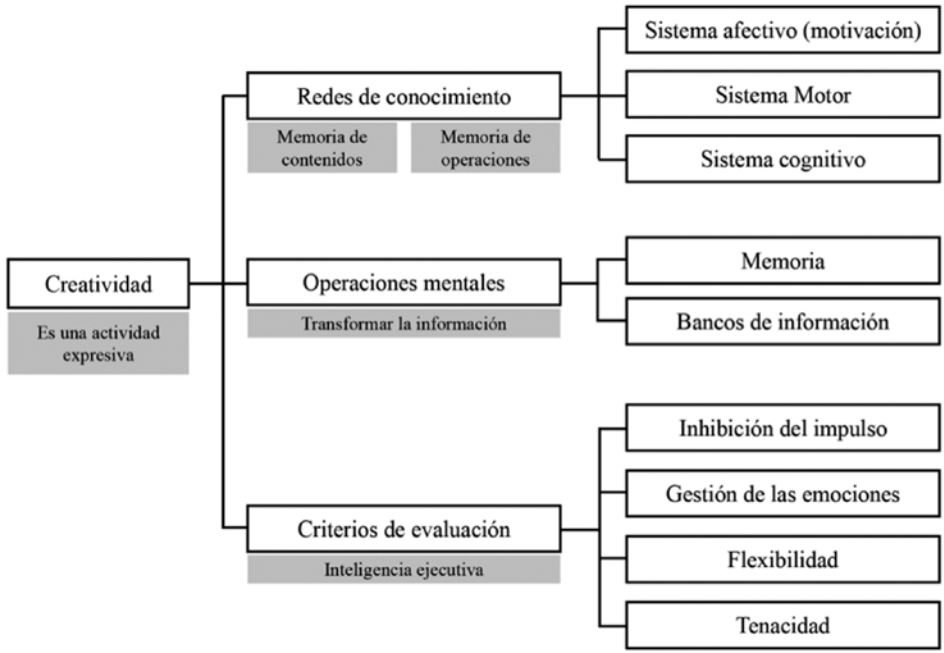 Creatividad
Es una actividad
expresiva
Redes de conocimiento
Memoria de
contenidos
Memoria de
operaciones
Sistema afectivo (motivación)
Sistema Motor
Sistema cognitivo
Operaciones mentales
Transformar la información
Memoria
Bancos de información
Criterios de evaluación
Inteligencia ejecutiva
Inhibición del impulso
Gestión de las emociones
Flexibilidad
Tenacidad